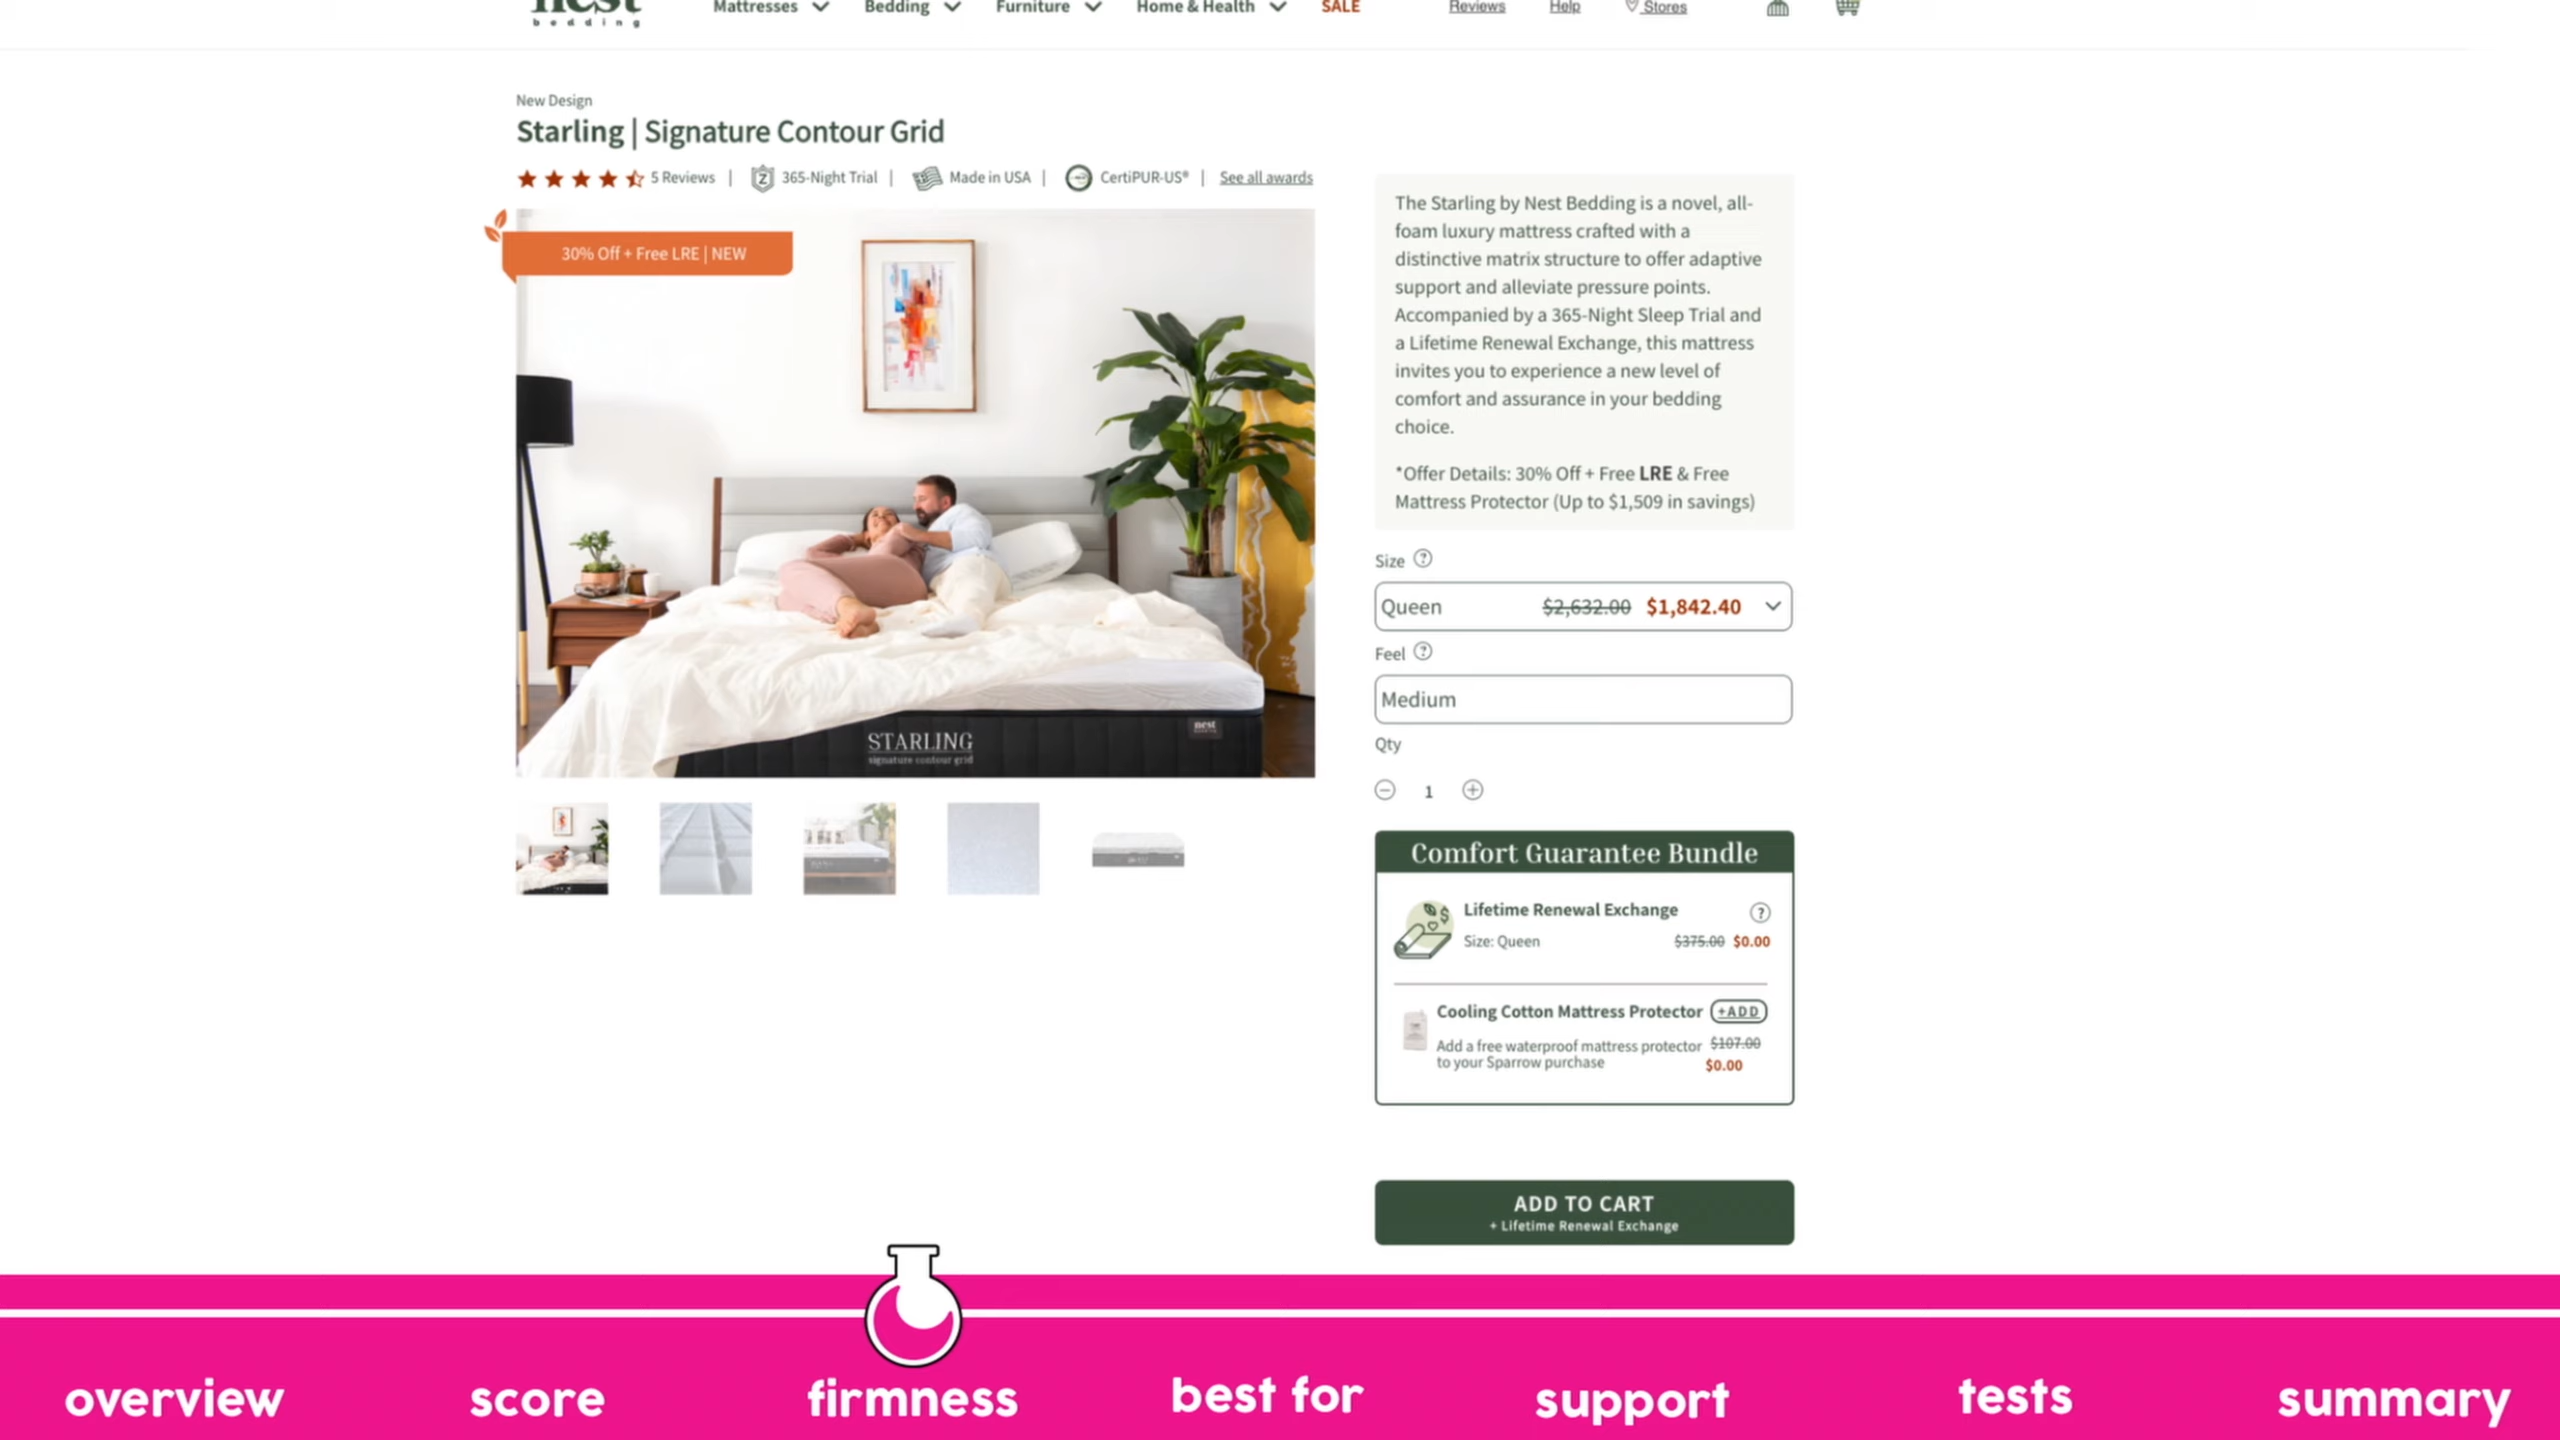 nest
bedding
Mattresses
Bedding
Furniture
Home & Health
SALE
Reviews
Help
Stores
New Design
Starling | Signature Contour Grid
5 Reviews | 365-Night Trial | Made in USA | CertiPUR-US® | See all awards
30% Off + Free LRE | NEW
STARLING
signature contour grid
nest
The Starling by Nest Bedding is a novel, all-
foam luxury mattress crafted with a
distinctive matrix structure to offer adaptive
support and alleviate pressure points.
Accompanied by a 365-Night Sleep Trial and
a Lifetime Renewal Exchange, this mattress
invites you to experience a new level of
comfort and assurance in your bedding
choice.
*Offer Details: 30% Off + Free LRE & Free
Mattress Protector (Up to $1,509 in savings)
Size ?
Queen $2,632.00 $1,842.40
Feel ?
Medium
Qty
1
Comfort Guarantee Bundle
Lifetime Renewal Exchange ?
Size: Queen $375.00 $0.00
Cooling Cotton Mattress Protector +ADD
Add a free waterproof mattress protector $107.00
to your Sparrow purchase $0.00
ADD TO CART
+ Lifetime Renewal Exchange
overview
score
firmness
best for
support
tests
summary